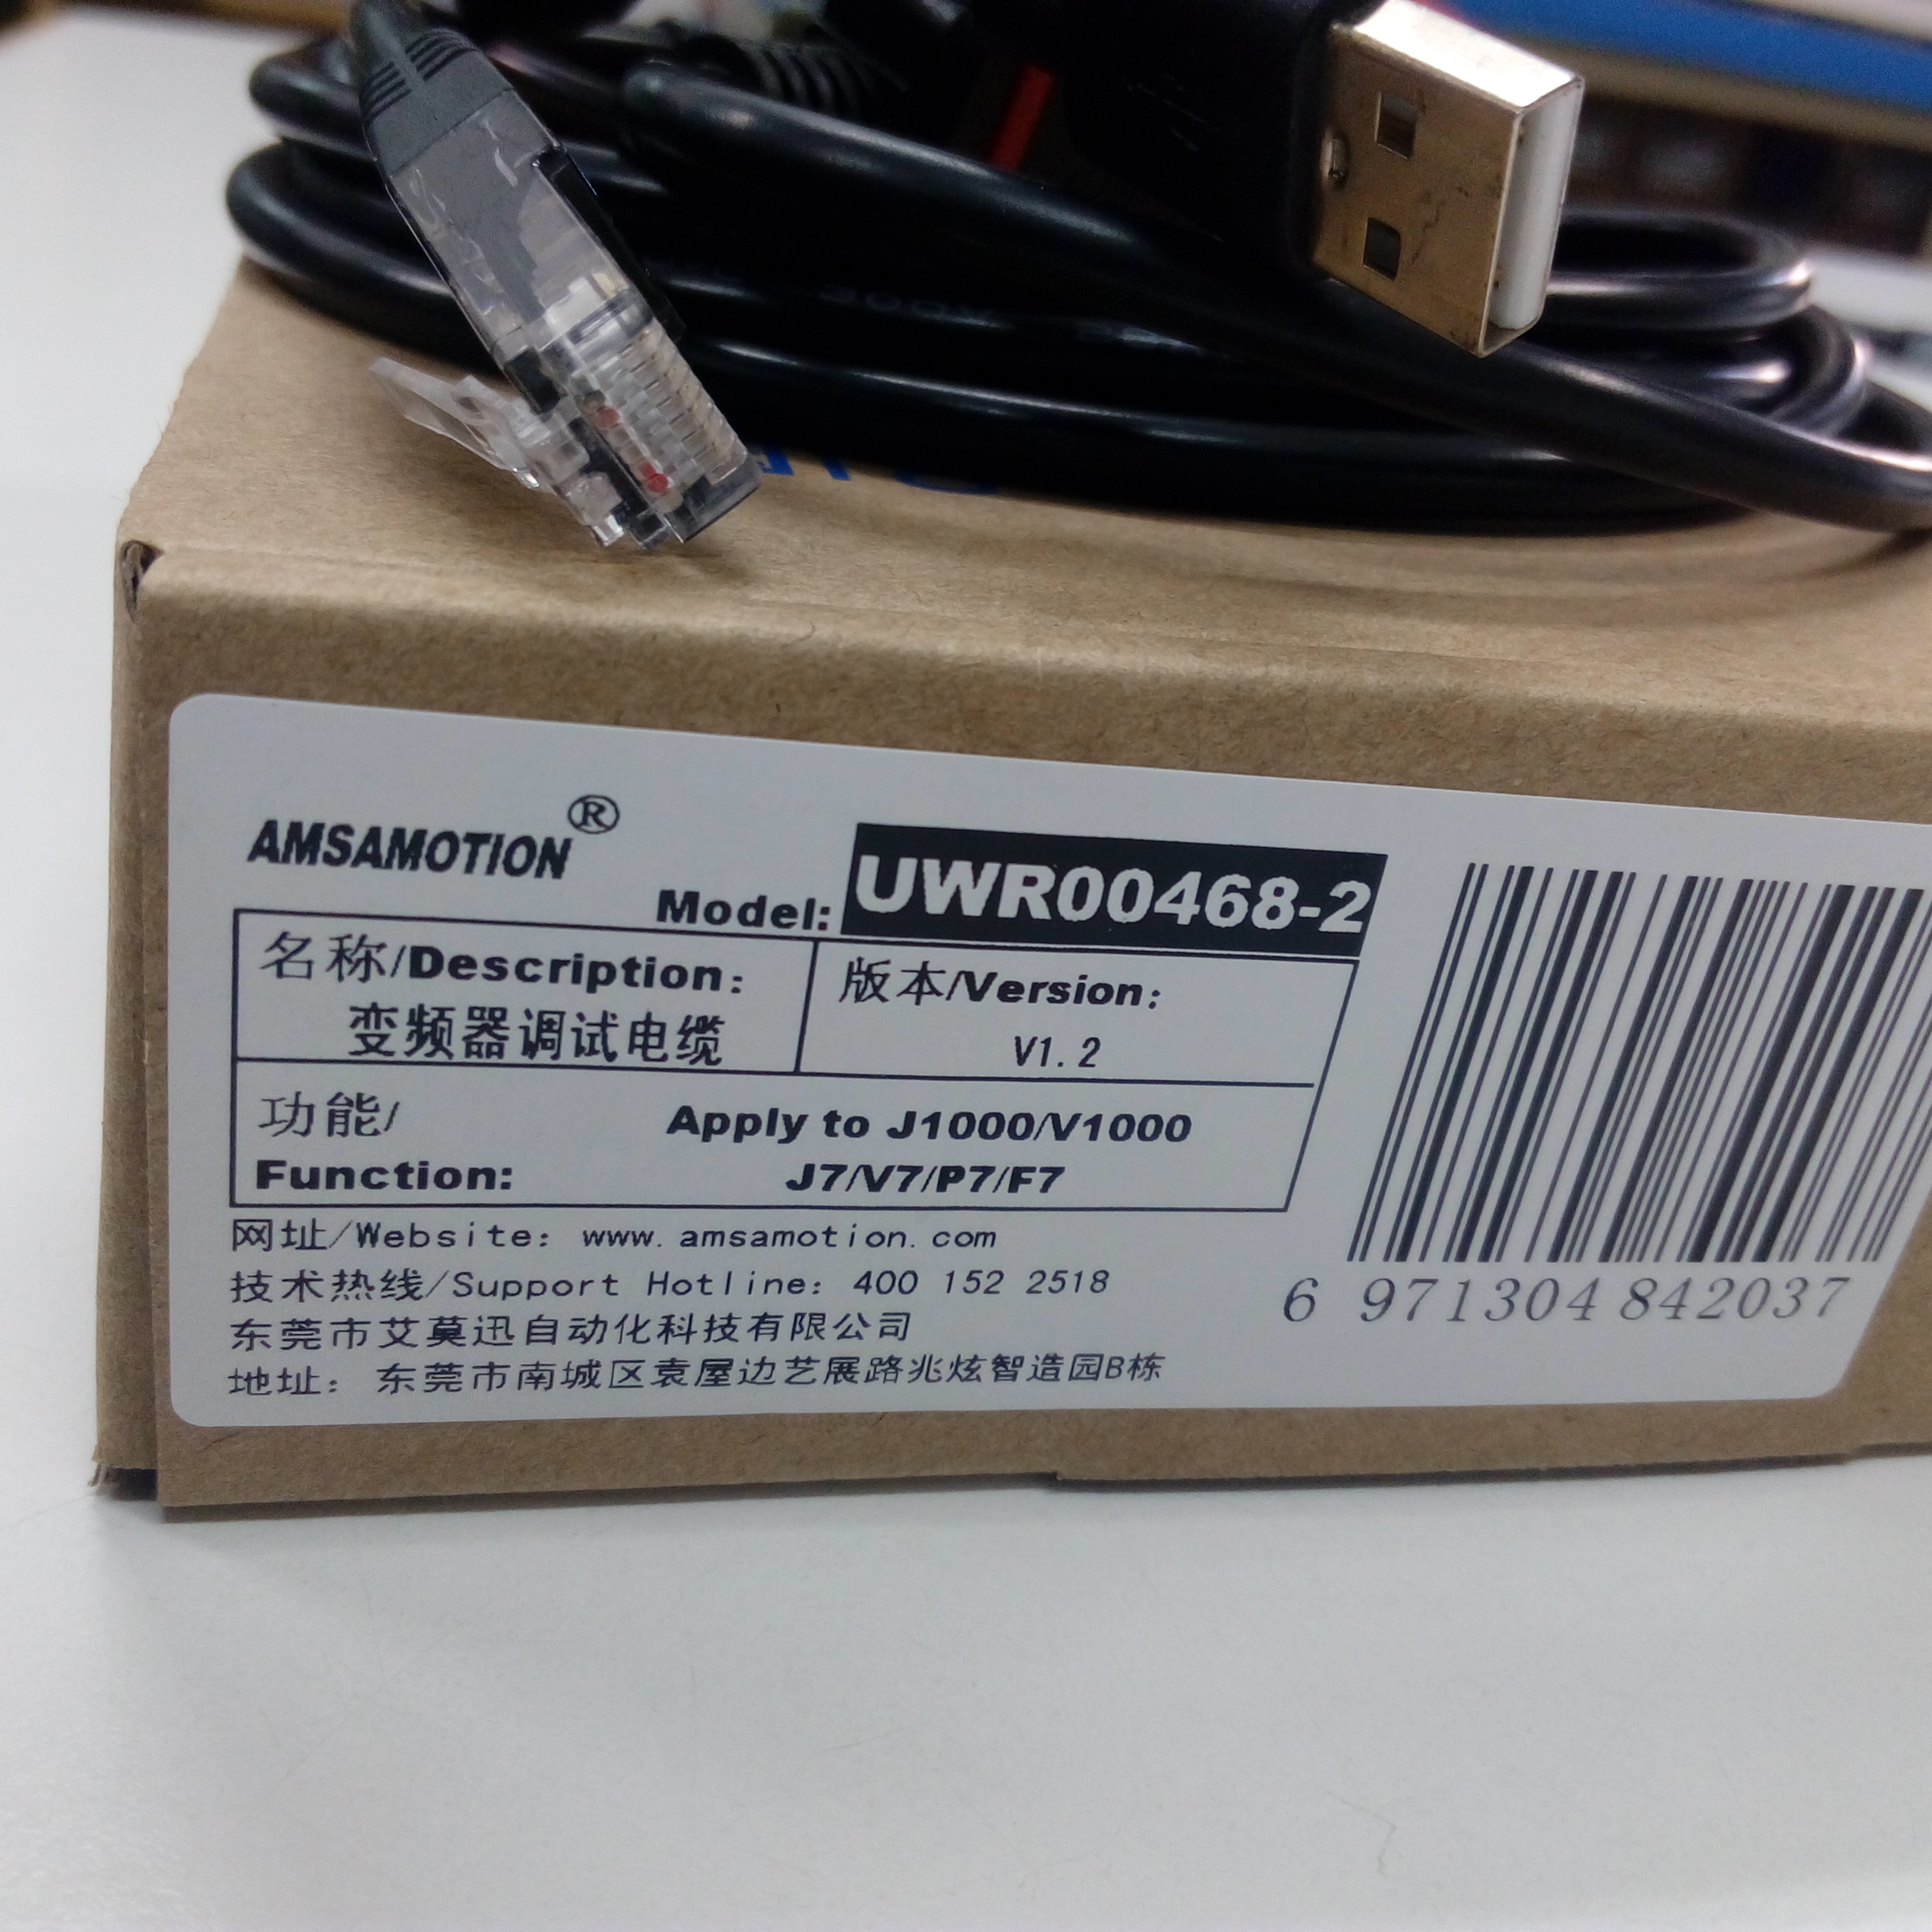 300V
AMSAMOTION®
Model: UWR00468-2
名称/Description:
变频器调试电缆
版本/Version:
V1.2
功能/
Function:
Apply to J1000/V1000
J7/V7/P7/F7
网址/Website: www.amsamotion.com
技术热线/Support Hotline: 400 152 2518
东莞市艾莫迅自动化科技有限公司
地址: 东莞市南城区袁屋边艺展路兆炫智造园B栋
6 971304 842037